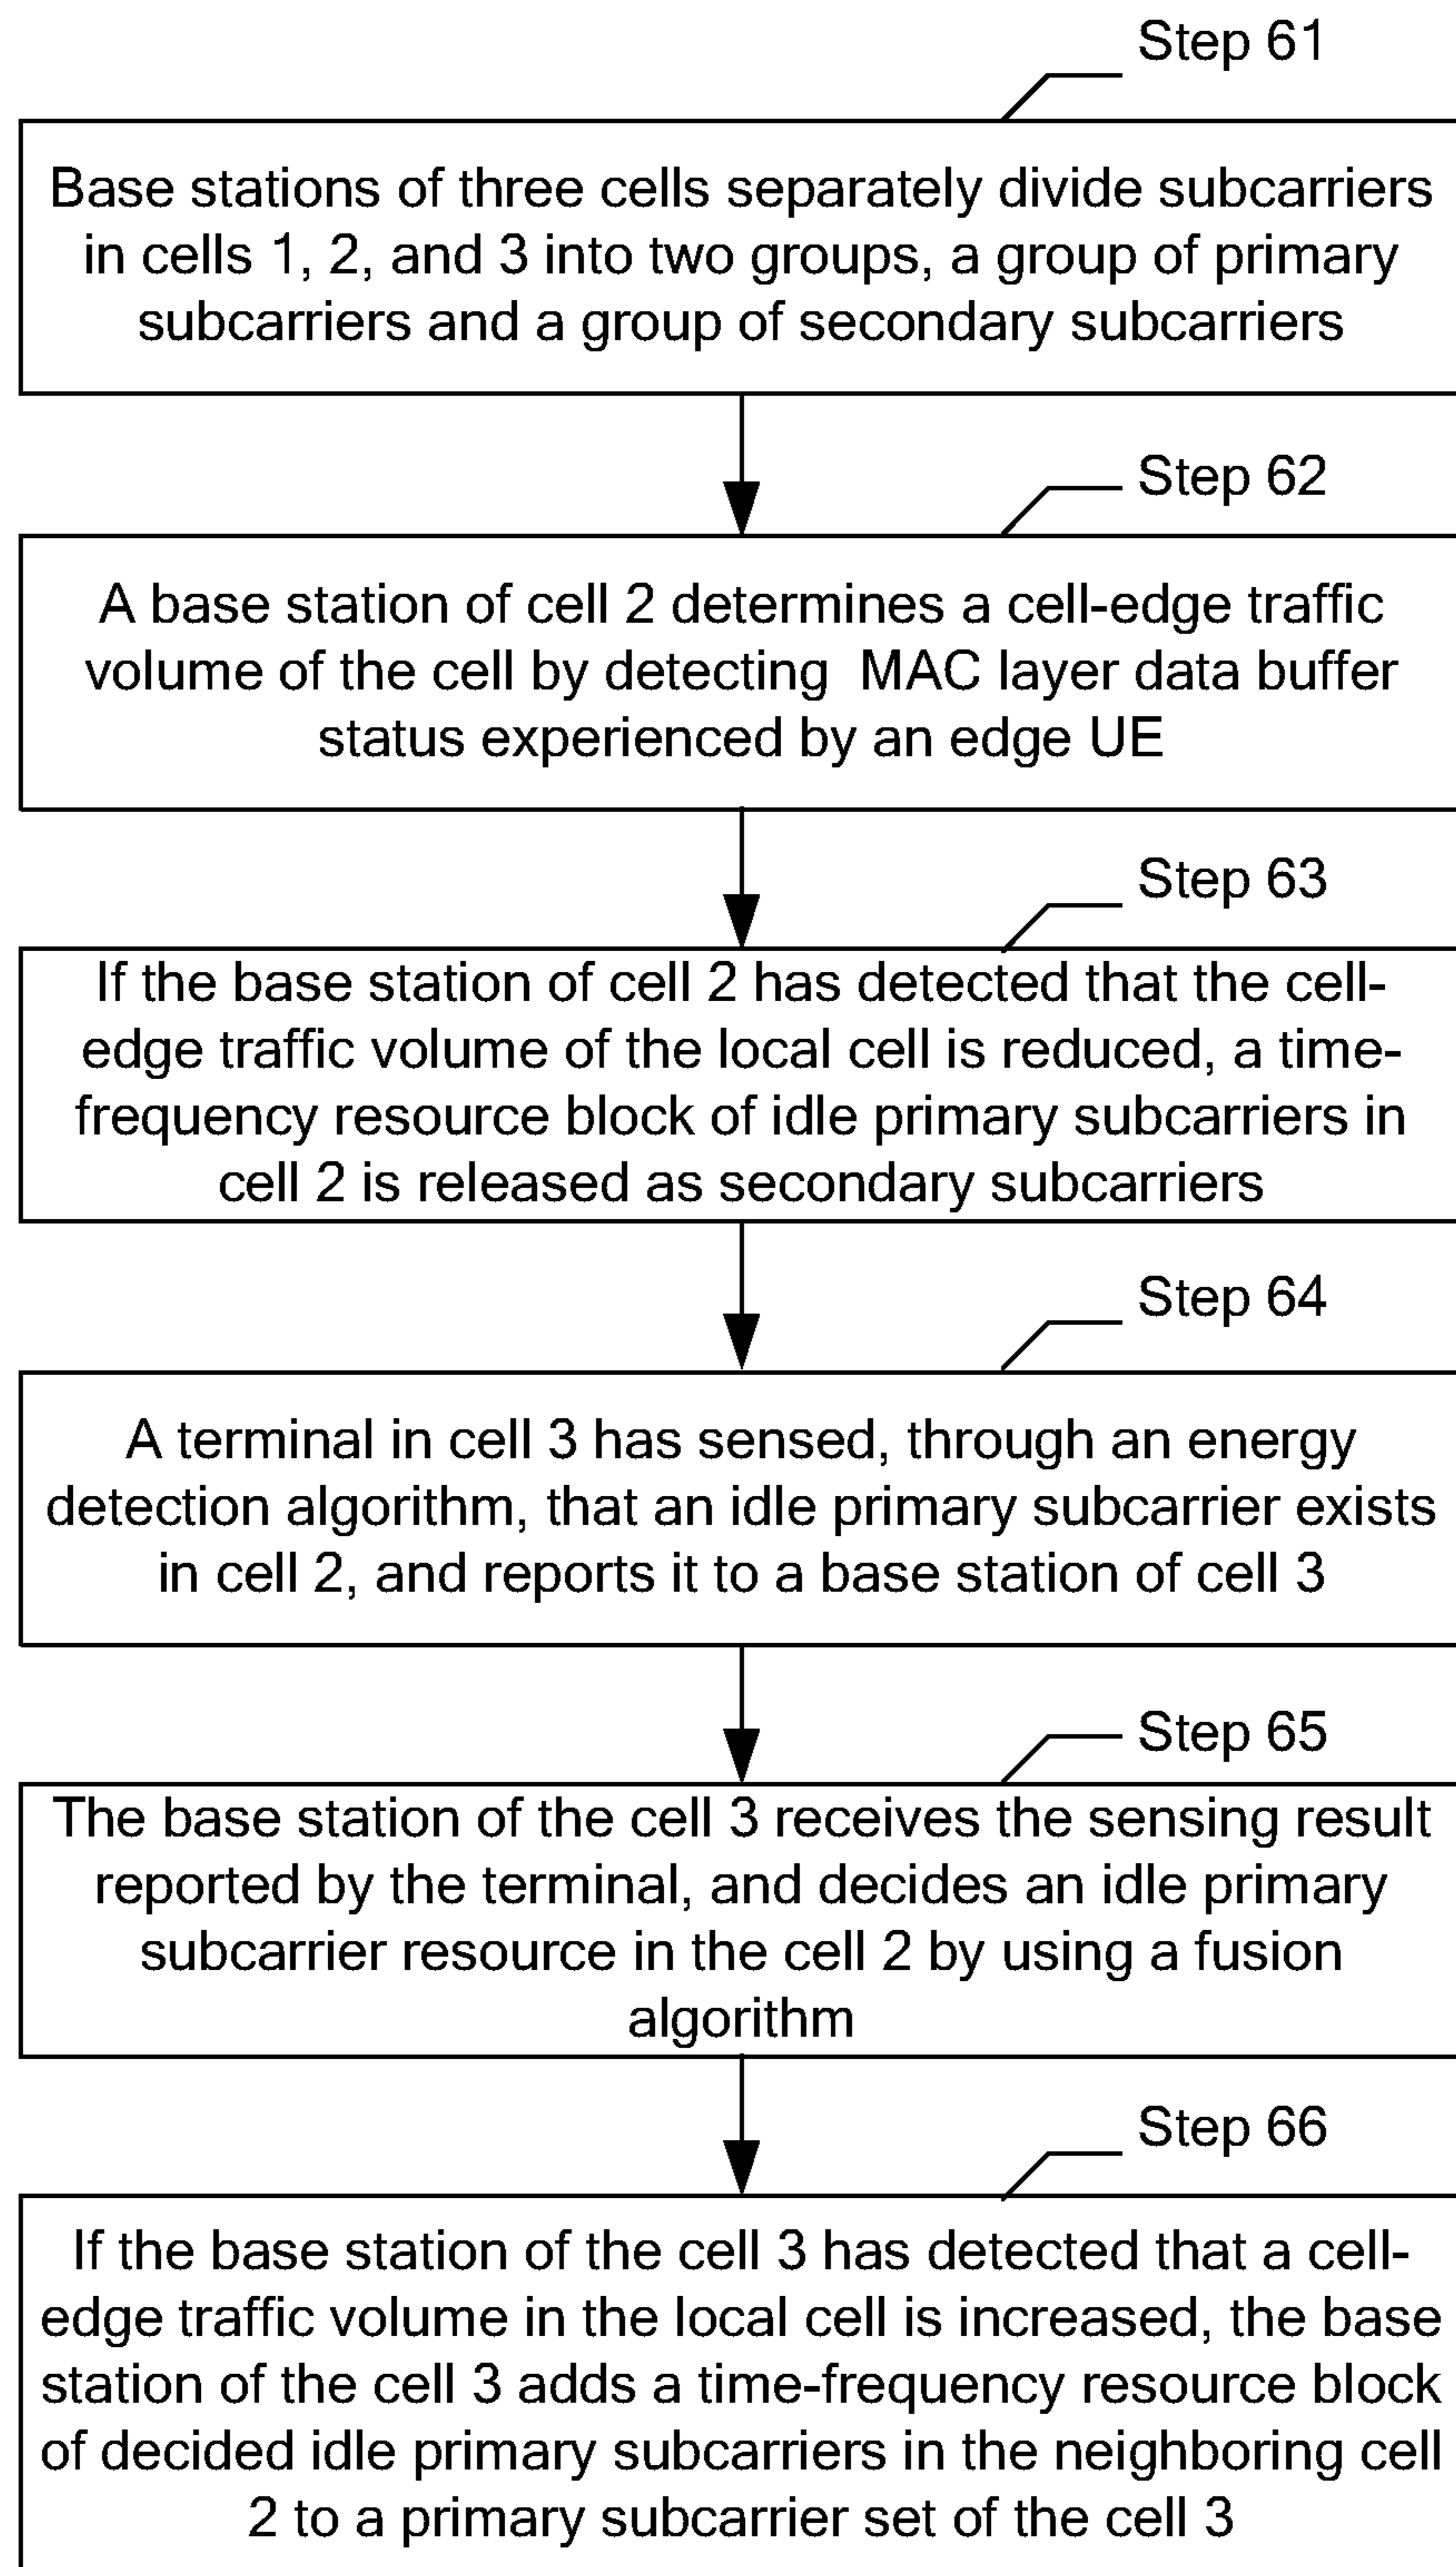 Step 61
Base stations of three cells separately divide subcarriers
in cells 1, 2, and 3 into two groups, a group of primary
subcarriers and a group of secondary subcarriers
Step 62
A base station of cell 2 determines a cell-edge traffic
volume of the cell by detecting MAC layer data buffer
status experienced by an edge UE
Step 63
If the base station of cell 2 has detected that the cell-
edge traffic volume of the local cell is reduced, a time-
frequency resource block of idle primary subcarriers in
cell 2 is released as secondary subcarriers
Step 64
A terminal in cell 3 has sensed, through an energy
detection algorithm, that an idle primary subcarrier exists
in cell 2, and reports it to a base station of cell 3
Step 65
The base station of the cell 3 receives the sensing result
reported by the terminal, and decides an idle primary
subcarrier resource in the cell 2 by using a fusion
algorithm
Step 66
If the base station of the cell 3 has detected that a cell-
edge traffic volume in the local cell is increased, the base
station of the cell 3 adds a time-frequency resource block
of decided idle primary subcarriers in the neighboring cell
2 to a primary subcarrier set of the cell 3